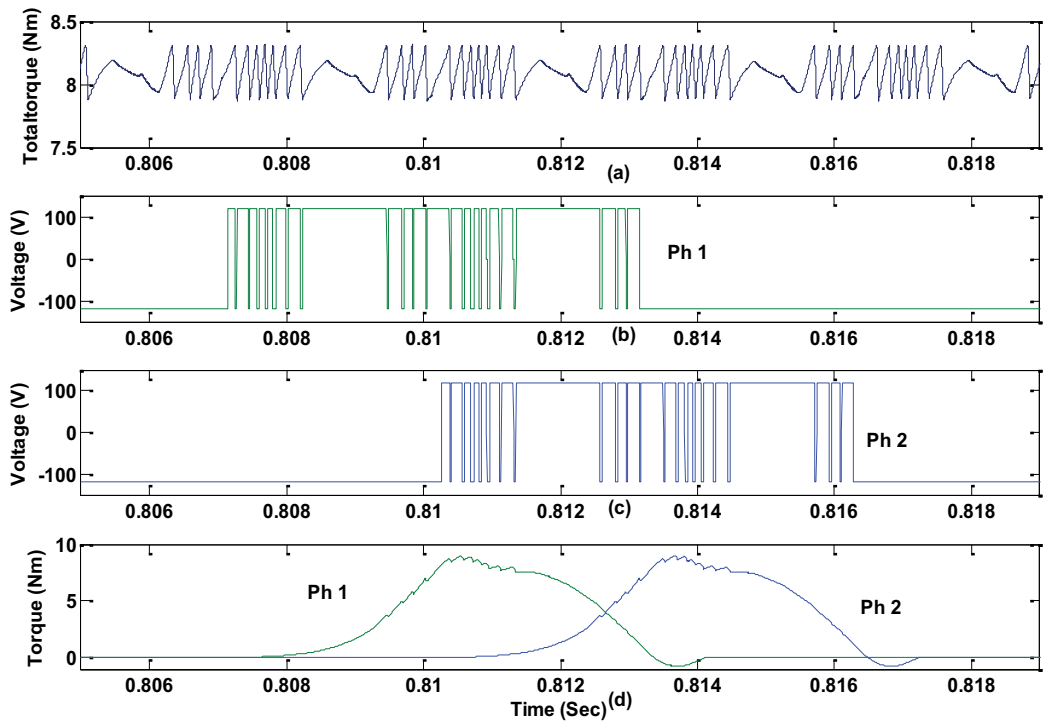 Totaltorque (Nm)
8.5
8
7.5
0.806 0.808 0.81 0.812 0.814 0.816 0.818
(a)
Voltage (V)
100
0
-100
Ph 1
0.806 0.808 0.81 0.812 0.814 0.816 0.818
(b)
Voltage (V)
100
0
-100
Ph 2
0.806 0.808 0.81 0.812 0.814 0.816 0.818
(c)
Torque (Nm)
10
5
0
Ph 1
Ph 2
0.806 0.808 0.81 0.812 0.814 0.816 0.818
Time (Sec) (d)